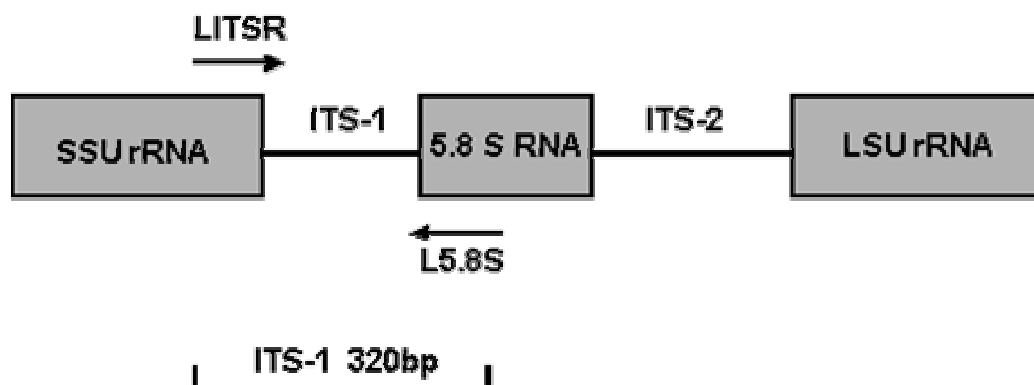 LITSR
SSU rRNA
ITS-1
5.8 S RNA
ITS-2
LSU rRNA
L5.8S
ITS-1 320bp